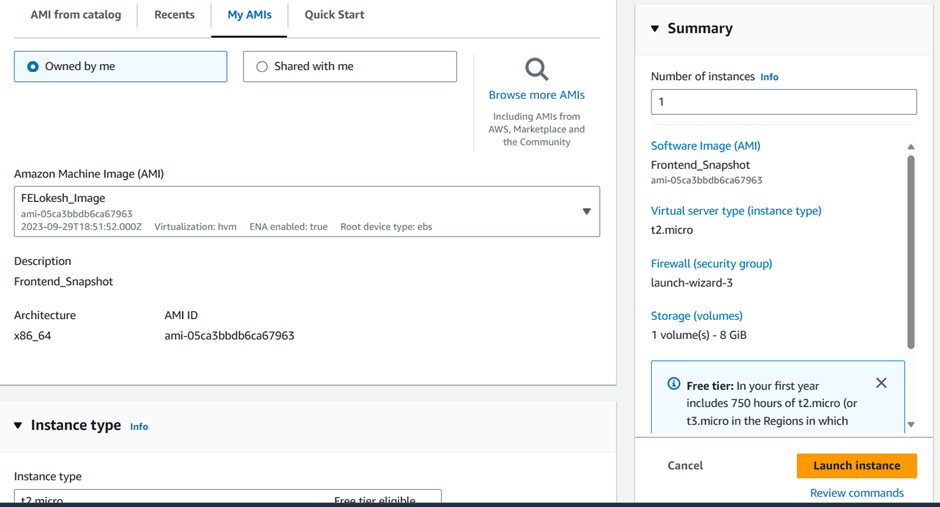 AMI from catalog
Recents
My AMIs
Quick Start
Owned by me
Shared with me
Browse more AMIs
Including AMIs from
AWS, Marketplace and
the Community
Amazon Machine Image (AMI)
FELokesh_Image
ami-05ca3bbdb6ca67963
2023-09-29T18:51:52.000Z Virtualization: hvm ENA enabled: true Root device type: ebs
Description
Frontend_Snapshot
Architecture
AMI ID
x86_64
ami-05ca3bbdb6ca67963
Instance type Info
Instance type
t2.micro
Free tier eligible
Summary
Number of instances Info
1
Software Image (AMI)
Frontend_Snapshot
ami-05ca3bbdb6ca67963
Virtual server type (instance type)
t2.micro
Firewall (security group)
launch-wizard-3
Storage (volumes)
1 volume(s) - 8 GiB
Free tier: In your first year
includes 750 hours of t2.micro (or
t3.micro in the Regions in which
Cancel
Launch instance
Review commands